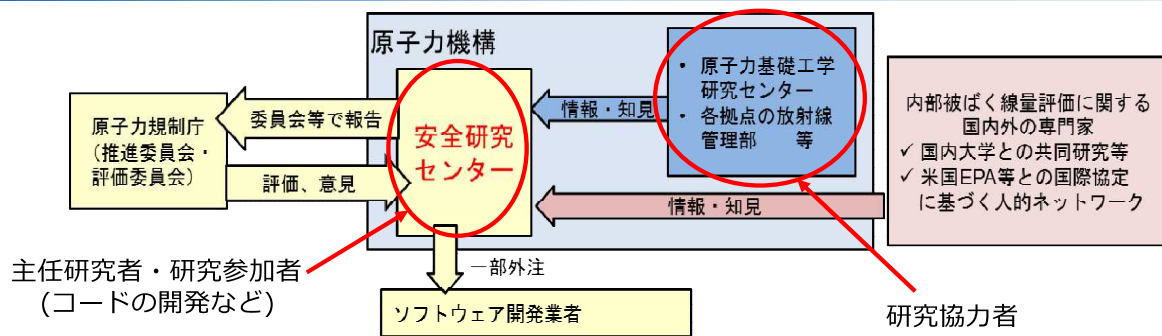 原子力機構
・ 原子力基礎工学
研究センター
・ 各拠点の放射線
管理部 等
情報・知見
内部被ばく線量評価に関する
国内外の専門家
✓ 国内大学との共同研究等
✓ 米国EPA等との国際協定
に基づく人的ネットワーク
原子力規制庁
（推進委員会・
評価委員会）
委員会等で報告
評価、意見
安全研究
センター
情報・知見
主任研究者・研究参加者
(コードの開発など)
一部外注
ソフトウェア開発業者
研究協力者